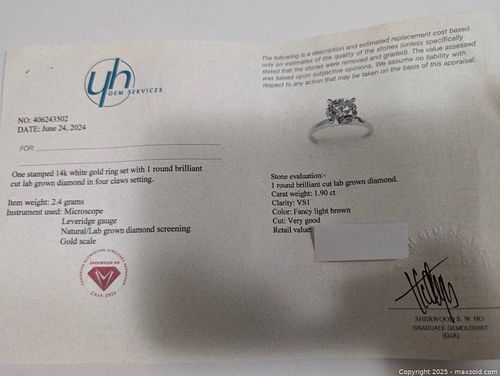 yh
GEM SERVICES
NO: 406243502
DATE: June 24, 2024
FOR:
One stamped 14k white gold ring set with 1 round brilliant
cut lab grown diamond in four claws setting.
Item weight: 2.4 grams
Instrument used: Microscope
Leveridge gauge
Natural/Lab grown diamond screening
Gold scale
SHERWOOD HO
CAJA 2024
The following is a description and estimated replacement cost based
only on estimates of the quality of the stones (unless specifically
stated that the stones were removed and graded). The value assessed
was based upon subjective opinions. We assume no liability with
respect to any action that may be taken on the basis of this appraisal.
Stone evaluation:-
1 round brilliant cut lab grown diamond.
Carat weight: 1.90 ct
Clarity: VS1
Color: Fancy light brown
Cut: Very good
Retail value:
SHERWOOD S. W. HO
GRADUATE GEMOLOGIST
(GIA)
Copyright © 2025 - maxsold.com